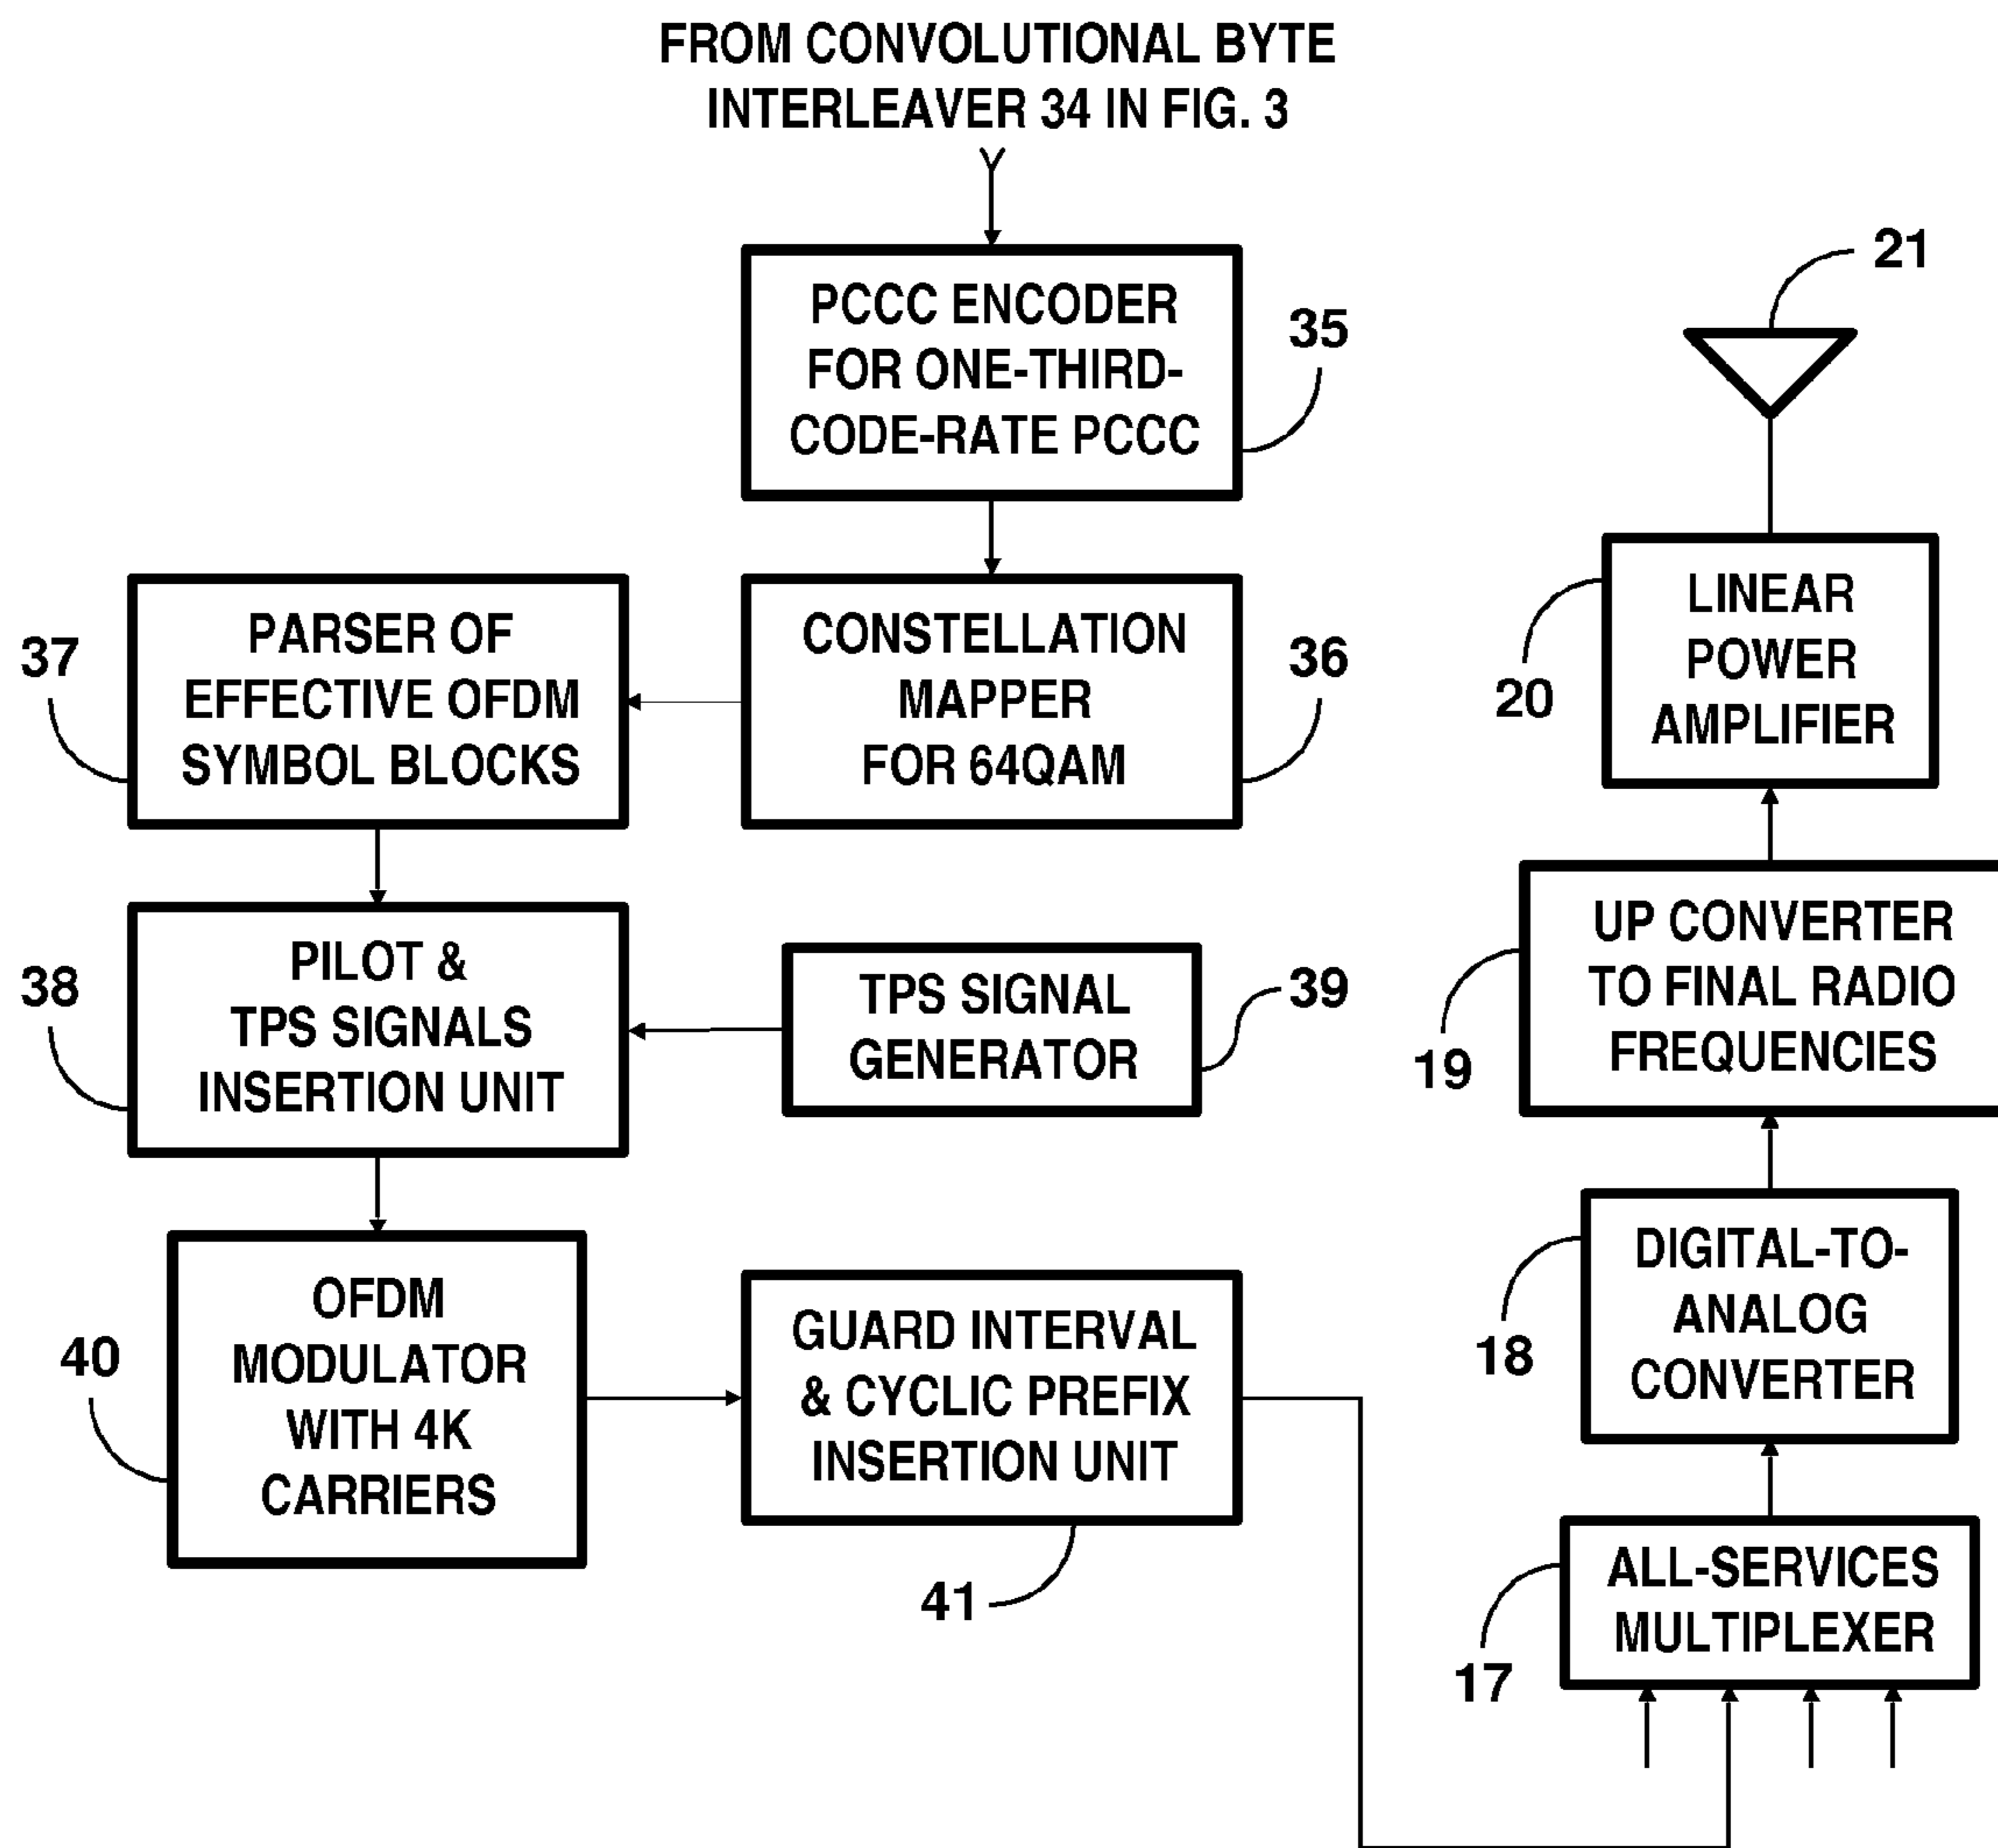 FROM CONVOLUTIONAL BYTE
INTERLEAVER 34 IN FIG. 3
PCCC ENCODER
FOR ONE-THIRD-
CODE-RATE PCCC
35
CONSTELLATION
MAPPER
FOR 64QAM
36
PARSER OF
EFFECTIVE OFDM
SYMBOL BLOCKS
37
PILOT &
TPS SIGNALS
INSERTION UNIT
38
TPS SIGNAL
GENERATOR
39
OFDM
MODULATOR
WITH 4K
CARRIERS
40
GUARD INTERVAL
& CYCLIC PREFIX
INSERTION UNIT
41
21
LINEAR
POWER
AMPLIFIER
20
UP CONVERTER
TO FINAL RADIO
FREQUENCIES
19
DIGITAL-TO-
ANALOG
CONVERTER
18
ALL-SERVICES
MULTIPLEXER
17